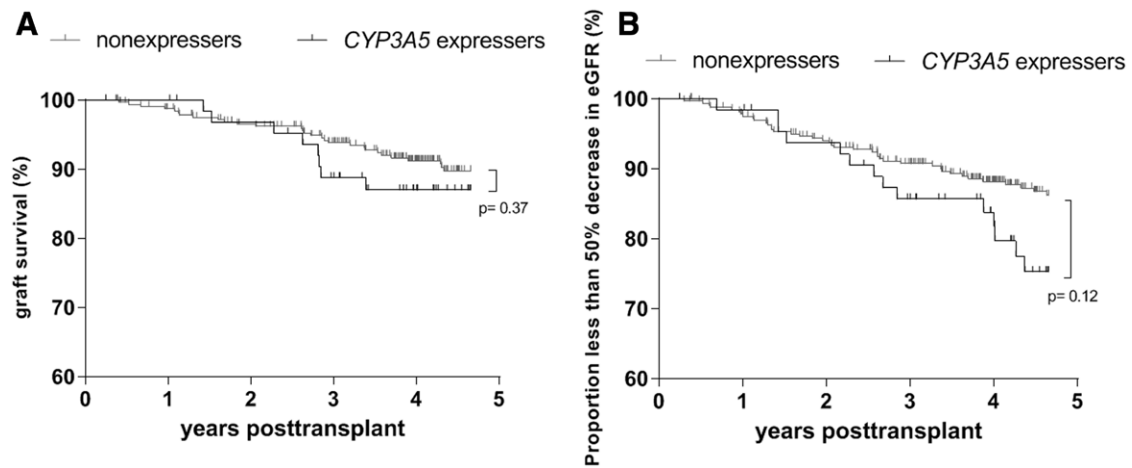 A
nonexpressers
CYP3A5 expressers
graft survival (%)
100
90
80
70
60
0 1 2 3 4 5
years posttransplant
p= 0.37
B
nonexpressers
CYP3A5 expressers
Proportion less than 50% decrease in eGFR (%)
100
90
80
70
60
0 1 2 3 4 5
years posttransplant
p= 0.12